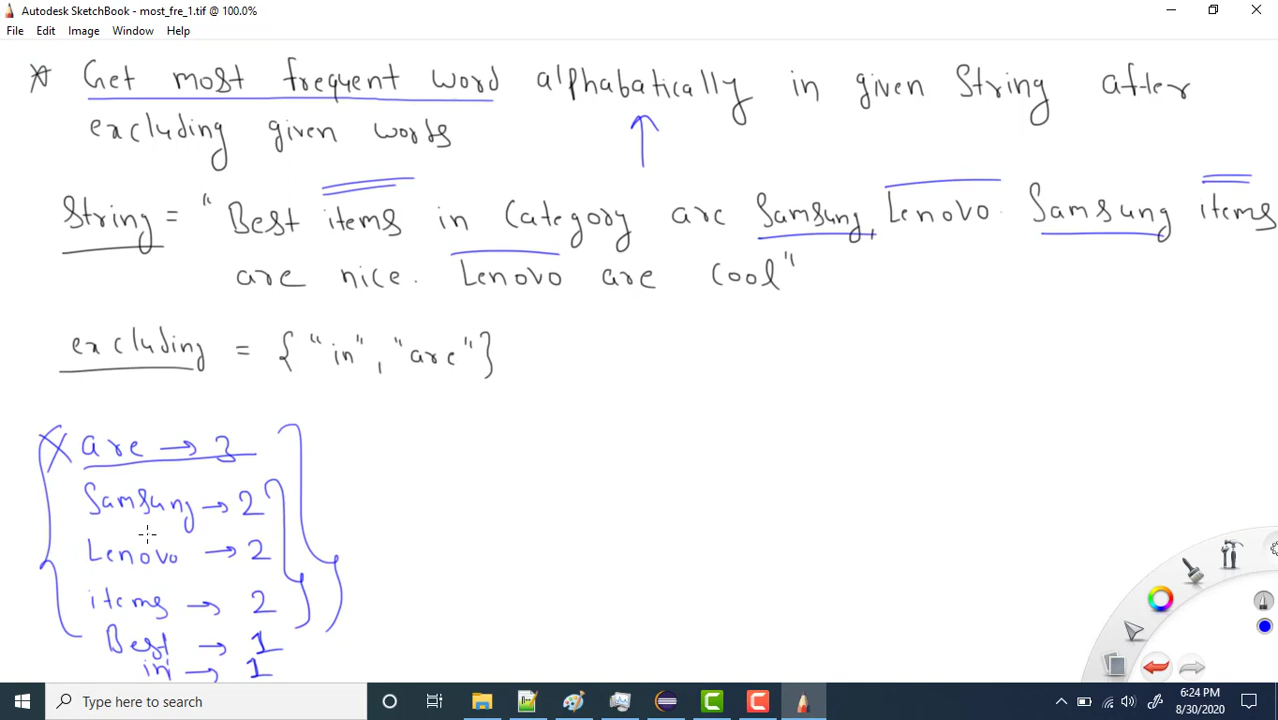 Autodesk SketchBook - most_fre_1.tif @ 100.0%
File Edit Image Window Help
* Get most frequent word alphabatically in given String after
excluding given words
String = "Best items in Category are Samsung, Lenovo. Samsung items
are nice. Lenovo are cool"
excluding = {"in", "are"}
X are → 3
Samsung → 2
Lenovo → 2
items → 2
Best → 1
in → 1
Type here to search
6:24 PM
8/30/2020